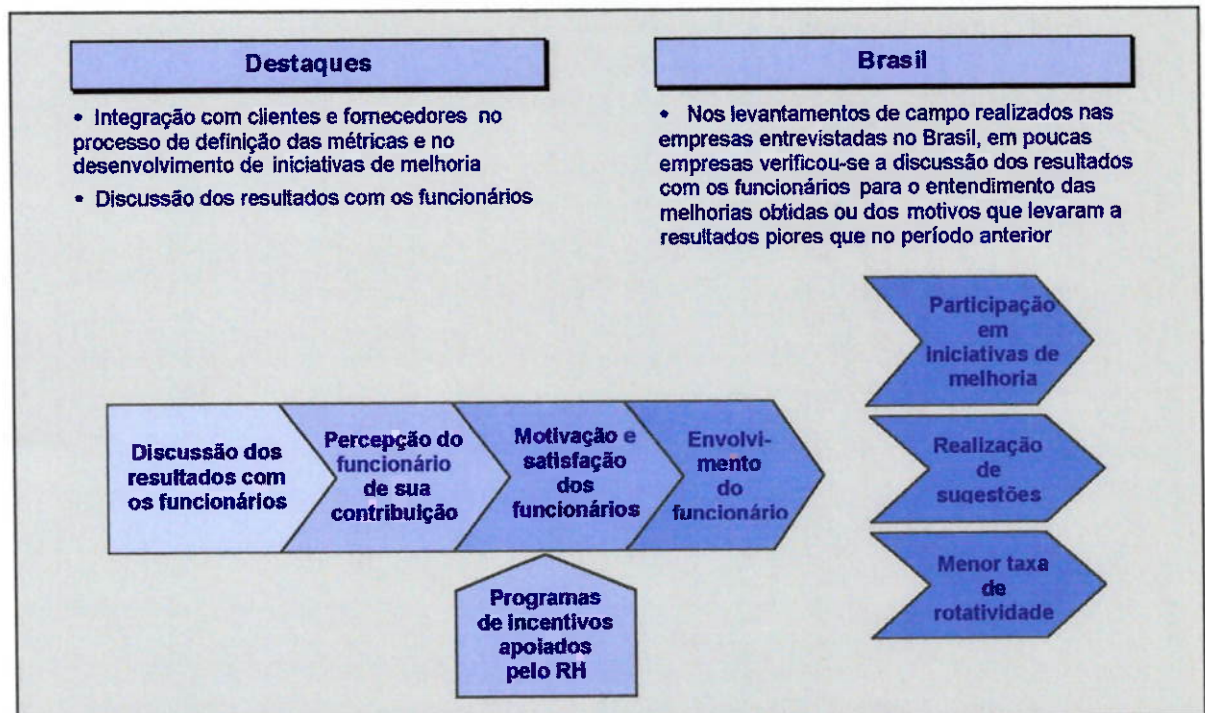 Destaques
• Integração com clientes e fornecedores no
processo de definição das métricas e no
desenvolvimento de iniciativas de melhoria
• Discussão dos resultados com os funcionários
Brasil
• Nos levantamentos de campo realizados nas
empresas entrevistadas no Brasil, em poucas
empresas verificou-se a discussão dos resultados
com os funcionários para o entendimento das
melhorias obtidas ou dos motivos que levaram a
resultados piores que no período anterior
Discussão dos
resultados com
os funcionários
Percepção do
funcionário
de sua
contribuição
Motivação e
satisfação
dos
funcionários
Envolvi-
mento
do
funcionário
Programas
de incentivos
apoiados
pelo RH
Participação
em
iniciativas de
melhoria
Realização
de
sugestões
Menor taxa
de
rotatividade